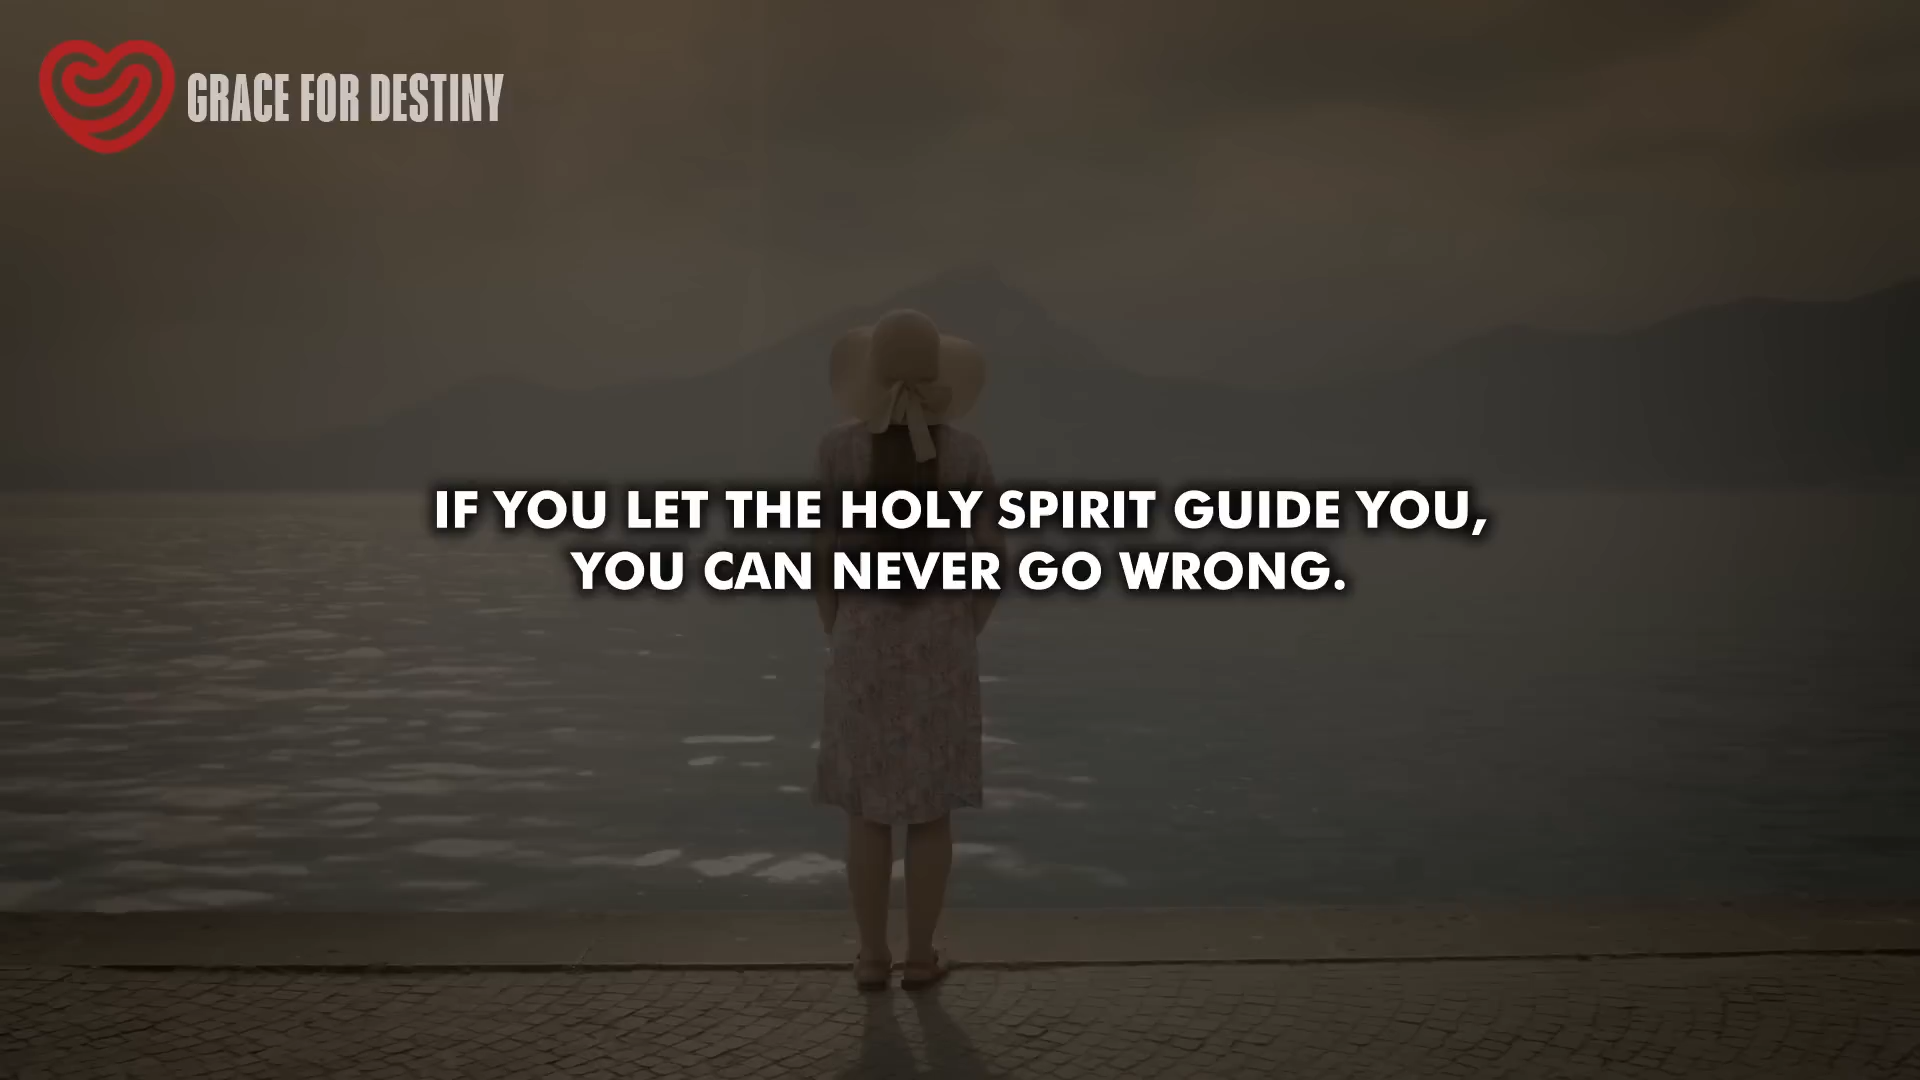 GRACE FOR DESTINY
IF YOU LET THE HOLY SPIRIT GUIDE YOU,
YOU CAN NEVER GO WRONG.